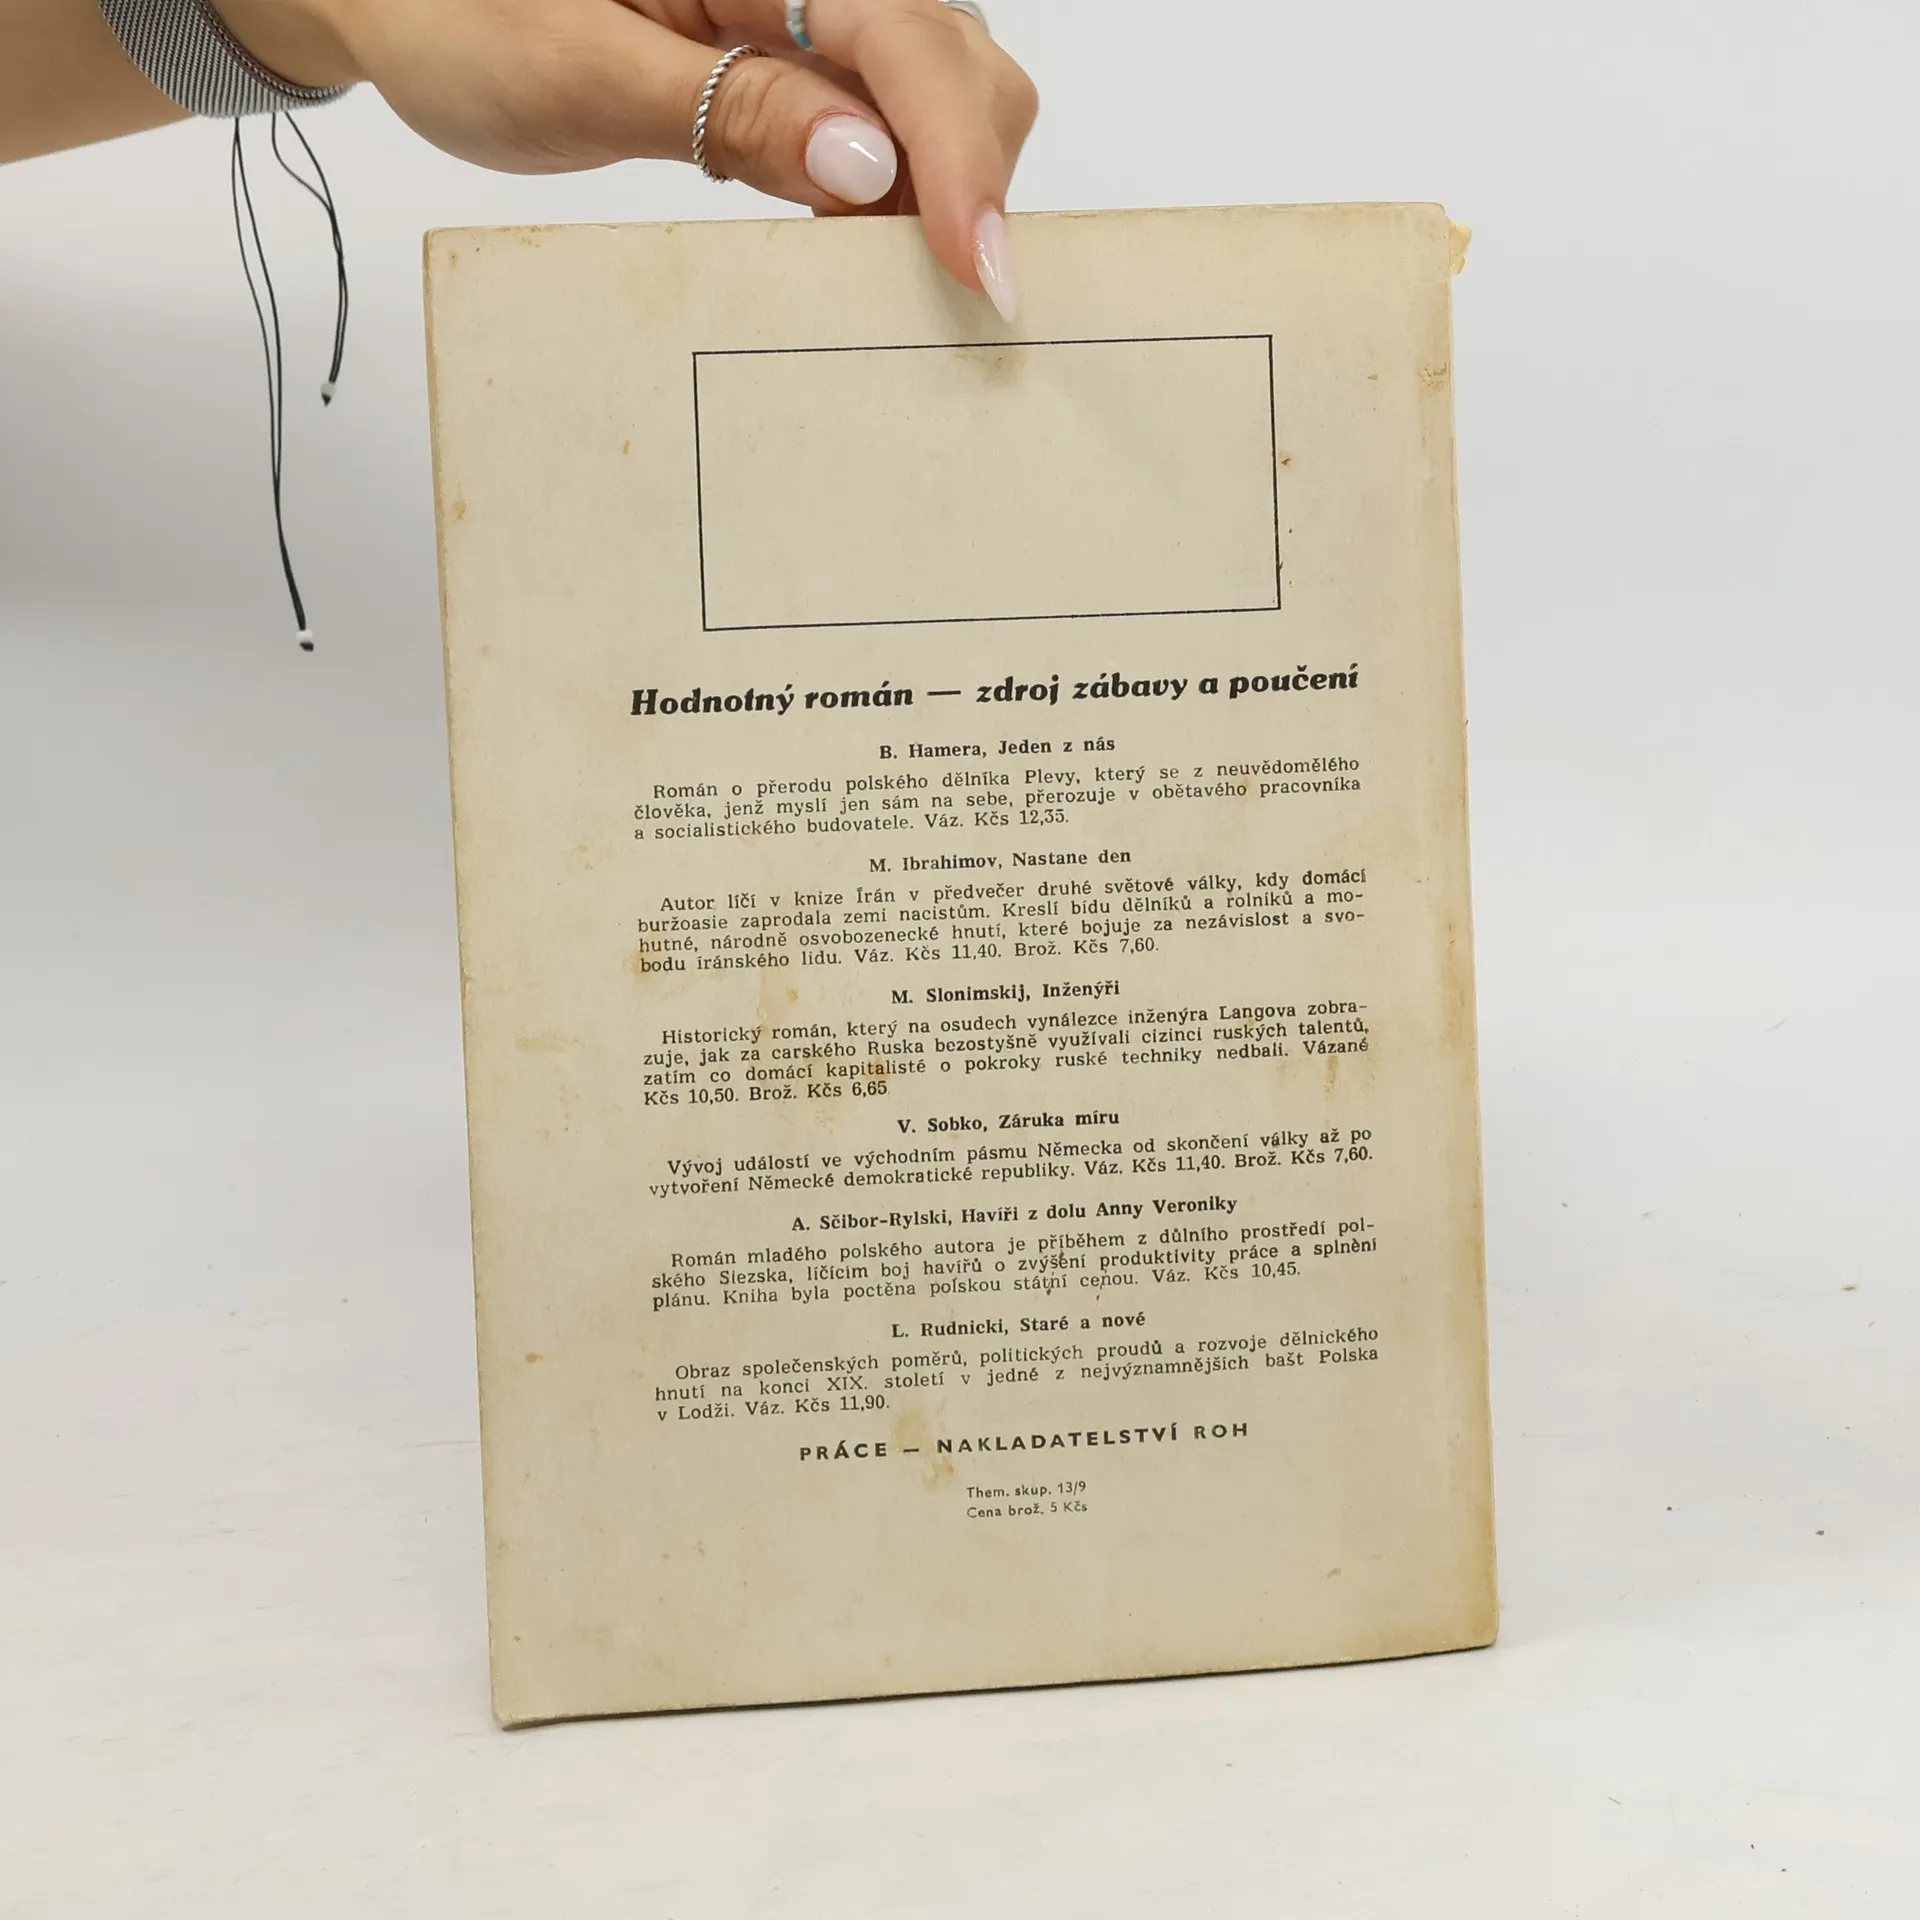 Hodnotný román — zdroj zábavy a poučení
B. Hamera, Jeden z nás
Román o přerodu polského dělníka Plevy, který se z neuvědomělého
člověka, jenž myslí jen sám na sebe, přerozuje v obětavého pracovníka
a socialistického budovatele. Váz. Kčs 12,35.
M. Ibrahimov, Nastane den
Autor líčí v knize Írán v předvečer druhé světové války, kdy domácí
buržoasie zaprodala zemi nacistům. Kreslí bídu dělníků a rolníků a mo-
hutné, národně osvobozenecké hnutí, které bojuje za nezávislost a svo-
bodu íránského lidu. Váz. Kčs 11,40. Brož. Kčs 7,60.
M. Slonimskij, Inženýři
Historický román, který na osudech vynálezce inženýra Langova zobra-
zuje, jak za carského Ruska bezostyšně využívali cizinci ruských talentů,
zatím co domácí kapitalisté o pokroky ruské techniky nedbali. Vázané
Kčs 10,50. Brož. Kčs 6,65
V. Sobko, Záruka míru
Vývoj událostí ve východním pásmu Německa od skončení války až po
vytvoření Německé demokratické republiky. Váz. Kčs 11,40. Brož. Kčs 7,60.
A. Sčibor-Rylski, Havíři z dolu Anny Veroniky
Román mladého polského autora je příběhem z důlního prostředí pol-
ského Slezska, líčícím boj havířů o zvýšení produktivity práce a splnění
plánu. Kniha byla poctěna polskou státní cenou. Váz. Kčs 10,45.
L. Rudnicki, Staré a nové
Obraz společenských poměrů, politických proudů a rozvoje dělnického
hnutí na konci XIX. století v jedné z nejvýznamnějších bašt Polska
v Lodži. Váz. Kčs 11,90.
PRÁCE — NAKLADATELSTVÍ ROH
Them. skup. 13/9
Cena brož. 5 Kčs